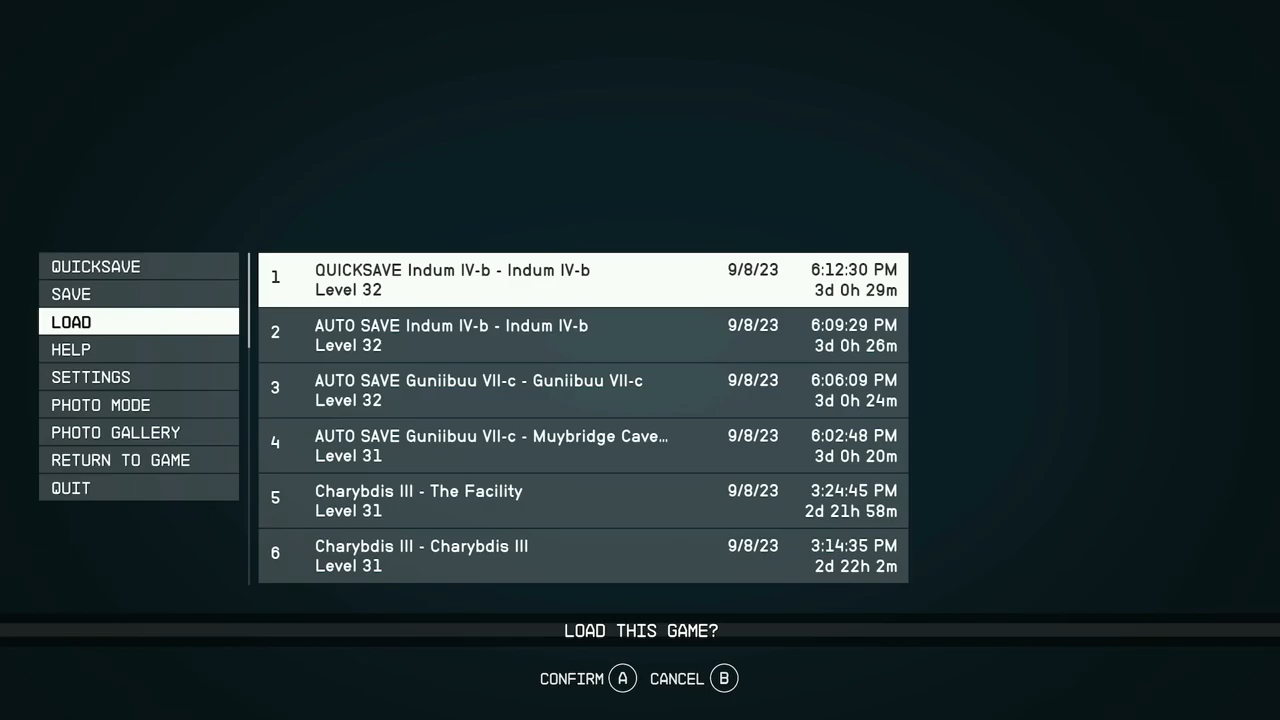 QUICKSAVE
SAVE
LOAD
HELP
SETTINGS
PHOTO MODE
PHOTO GALLERY
RETURN TO GAME
QUIT
1 QUICKSAVE Indum IV-b - Indum IV-b 9/8/23 6:12:30 PM
Level 32 3d 0h 29m
2 AUTO SAVE Indum IV-b - Indum IV-b 9/8/23 6:09:29 PM
Level 32 3d 0h 26m
3 AUTO SAVE Guniibuu VII-c - Guniibuu VII-c 9/8/23 6:06:09 PM
Level 32 3d 0h 24m
4 AUTO SAVE Guniibuu VII-c - Muybridge Cave... 9/8/23 6:02:48 PM
Level 31 3d 0h 20m
5 Charybdis III - The Facility 9/8/23 3:24:45 PM
Level 31 2d 21h 58m
6 Charybdis III - Charybdis III 9/8/23 3:14:35 PM
Level 31 2d 22h 2m
LOAD THIS GAME?
CONFIRM A CANCEL B